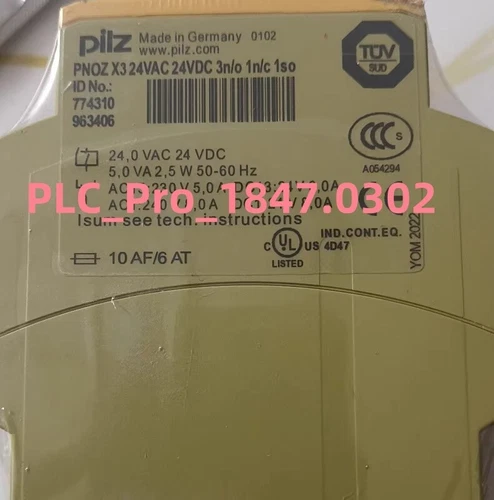 pilz Made in Germany 0102
www.pilz.com
PNOZ X3 24VAC 24VDC 3n/o 1n/c 1so
ID No.:
774310
963406
TÜV
SÜD
CCC S
A054294
24,0 VAC 24 VDC
5,0 VA 2,5 W 50-60 Hz
PLC_Pro_1847.0302
Isum see tech. instructions
IND.CONT.EQ.
C UL US 4D47
LISTED
10 AF/6 AT
YOM 2022